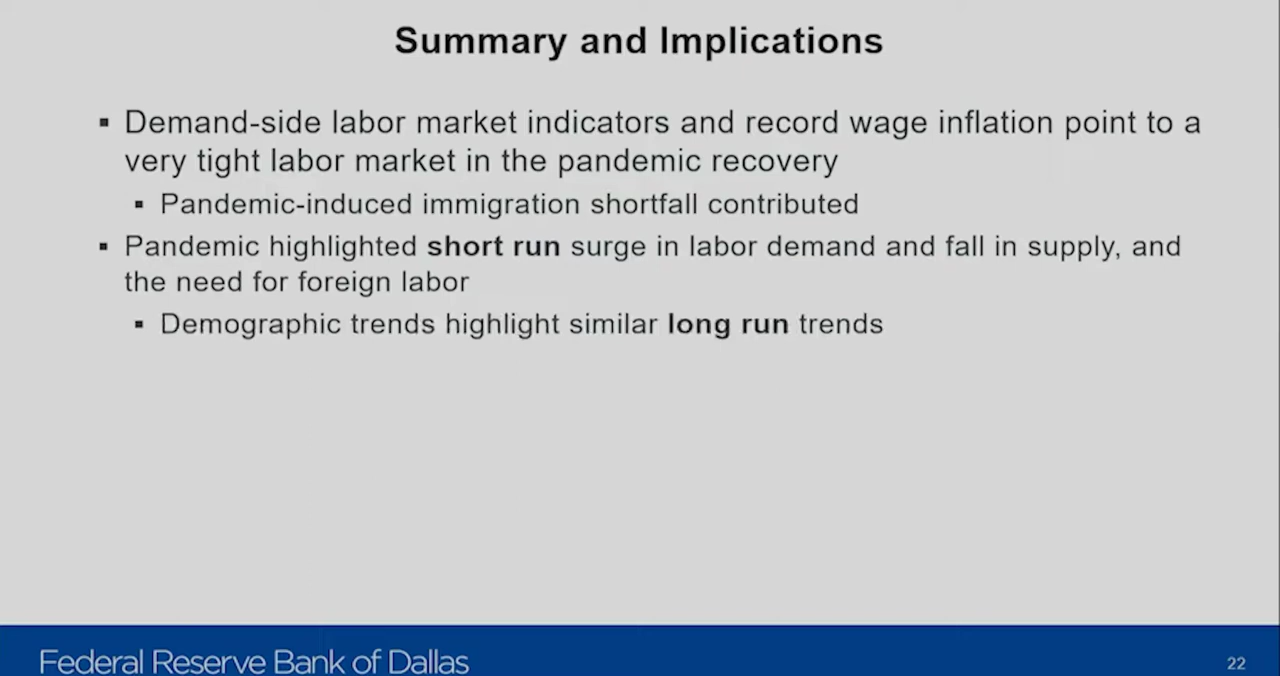 Summary and Implications
▪ Demand-side labor market indicators and record wage inflation point to a
very tight labor market in the pandemic recovery
▪ Pandemic-induced immigration shortfall contributed
▪ Pandemic highlighted short run surge in labor demand and fall in supply, and
the need for foreign labor
▪ Demographic trends highlight similar long run trends
Federal Reserve Bank of Dallas
22